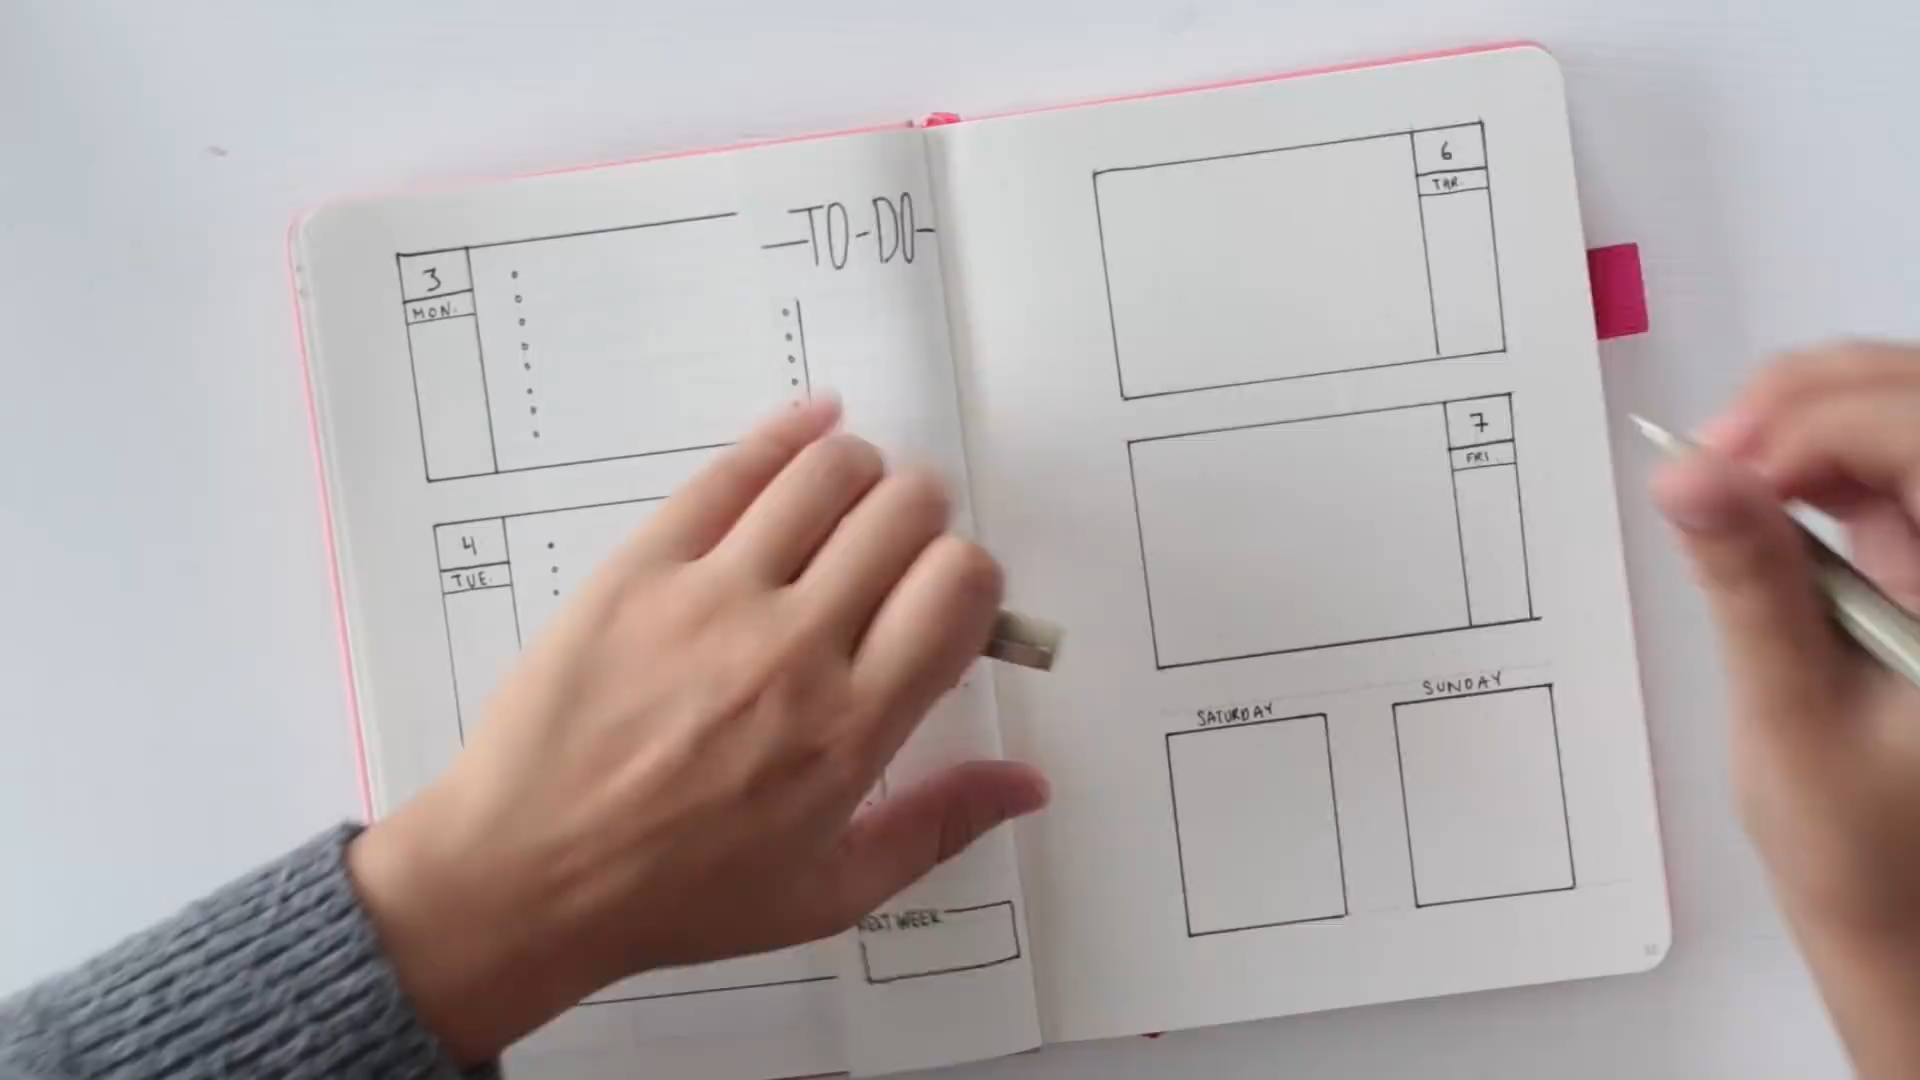 3
MON.
-TO-DO-
4
TUE.
NEXT WEEK
6
THR.
7
FRI.
SATURDAY
SUNDAY